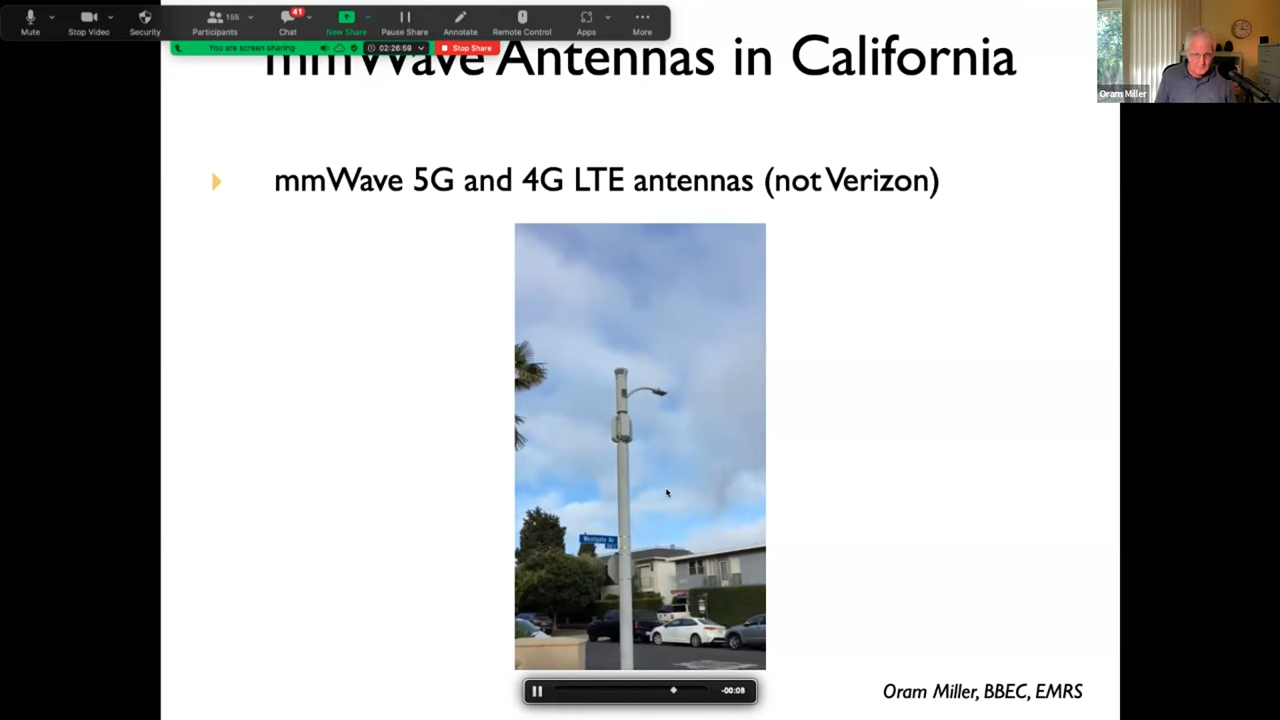 Mute
Stop Video
Security
155
Participants
41
Chat
New Share
Pause Share
Annotate
Remote Control
Apps
More
You are screen sharing
02:26:59
Stop Share
Oram Miller
mmWave Antennas in California
mmWave 5G and 4G LTE antennas (not Verizon)
Westgate Av
-00:08
Oram Miller, BBEC, EMRS